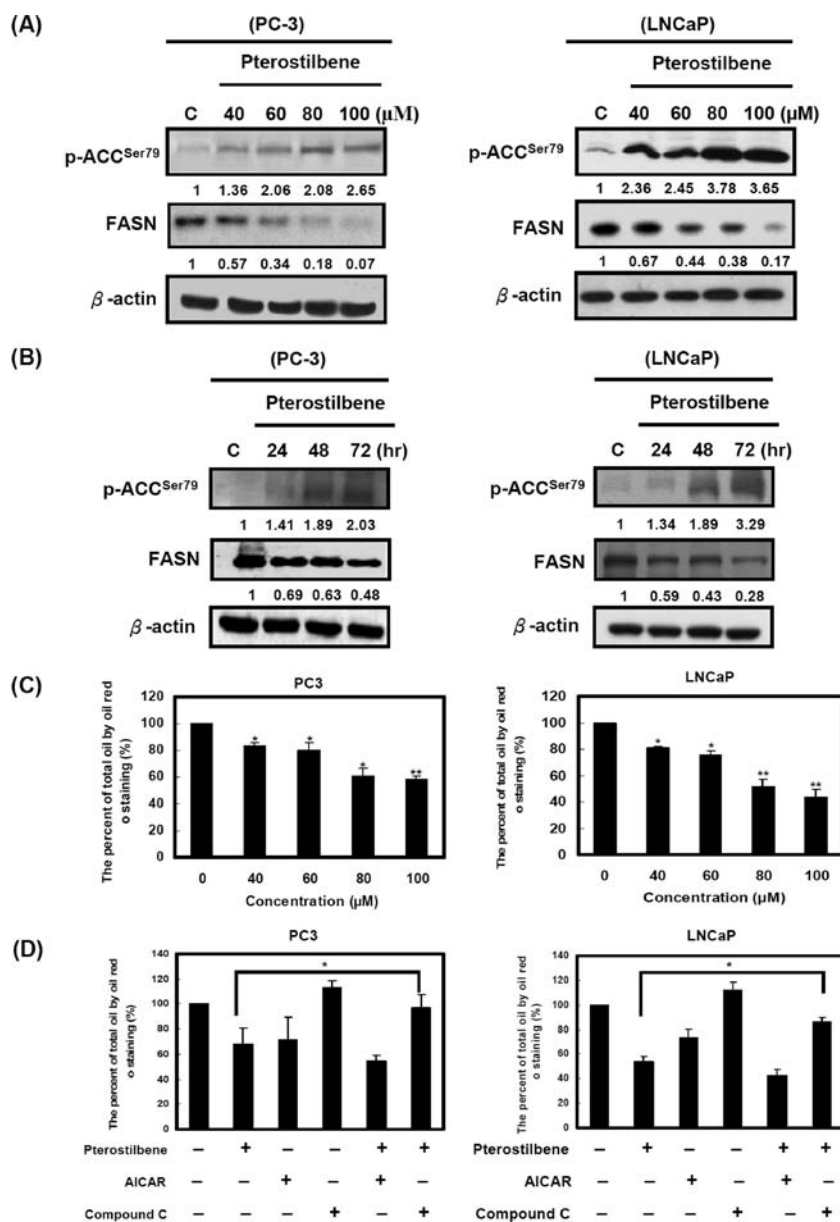 (A)
(PC-3)
Pterostilbene
C 40 60 80 100 (μM)
p-ACC^Ser79
1 1.36 2.06 2.08 2.65
FASN
1 0.57 0.34 0.18 0.07
β-actin
(LNCaP)
Pterostilbene
C 40 60 80 100 (μM)
p-ACC^Ser79
1 2.36 2.45 3.78 3.65
FASN
1 0.67 0.44 0.38 0.17
β-actin
(B)
(PC-3)
Pterostilbene
C 24 48 72 (hr)
p-ACC^Ser79
1 1.41 1.89 2.03
FASN
1 0.69 0.63 0.48
β-actin
(LNCaP)
Pterostilbene
C 24 48 72 (hr)
p-ACC^Ser79
1 1.34 1.89 3.29
FASN
1 0.59 0.43 0.28
β-actin
(C)
PC3
The percent of total oil by oil red
o staining (%)
120
100
80
60
40
20
0
* * * **
0 40 60 80 100
Concentration (μM)
LNCaP
The percent of total oil by oil red
o staining (%)
120
100
80
60
40
20
0
* * ** **
0 40 60 80 100
Concentration (μM)
(D)
PC3
The percent of total oil by oil red
o staining (%)
140
120
100
80
60
40
20
0
*
Pterostilbene − + − − + +
AICAR − − + − + −
Compound C − − − + − +
LNCaP
The percent of total oil by oil red
o staining (%)
140
120
100
80
60
40
20
0
*
Pterostilbene − + − − + +
AICAR − − + − + −
Compound C − − − + − +